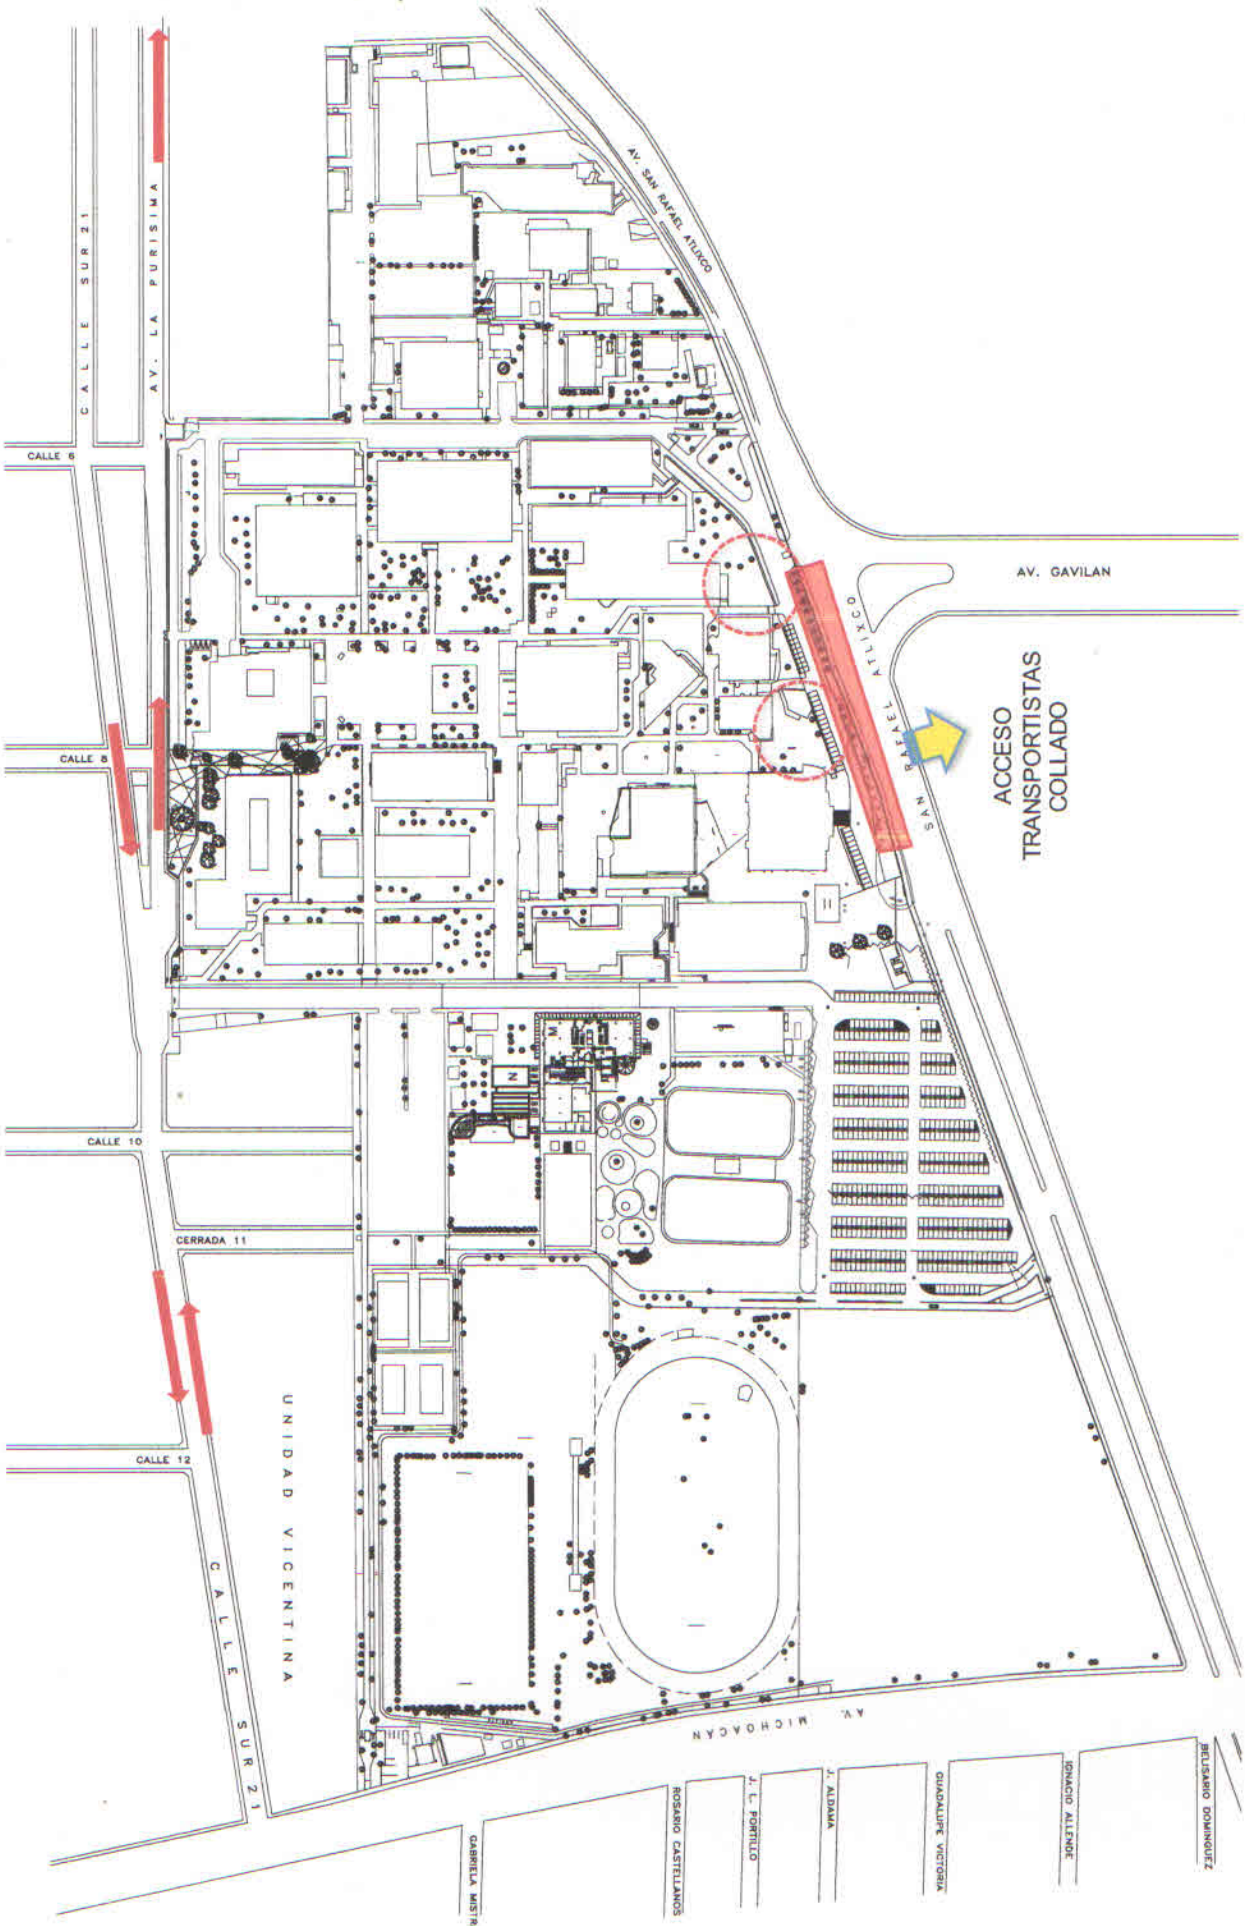 AV. SAN RAFAEL ATLIXCO
CALLE SUR 21
AV. LA PURISIMA
CALLE 6
AV. GAVILAN
SAN RAFAEL ATLIXCO
ACCESO
TRANSPORTISTAS
COLLADO
CALLE 8
M
N
CALLE 10
CERRADA 11
CALLE 12
UNIDAD VICENTINA
CALLE SUR 21
AV. MICHOACAN
BELISARIO DOMINGUEZ
IGNACIO ALLENDE
GUADALUPE VICTORIA
J. ALDAMA
J. L. PORTILLO
ROSARIO CASTELLANOS
GABRIELA MISTR